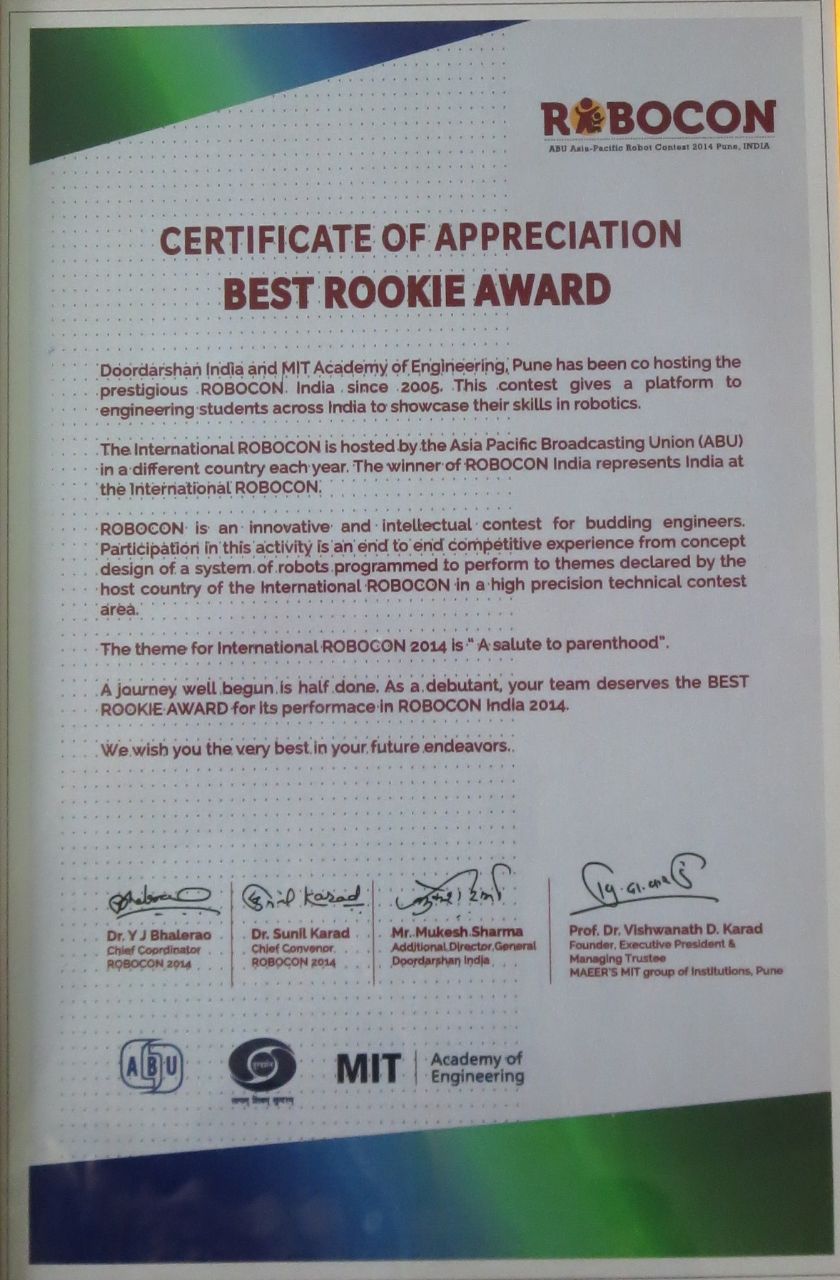 ROBOCON
ABU Asia-Pacific Robot Contest 2014 Pune, INDIA
CERTIFICATE OF APPRECIATION
BEST ROOKIE AWARD
Doordarshan India and MIT Academy of Engineering, Pune has been co hosting the
prestigious ROBOCON India since 2005. This contest gives a platform to
engineering students across India to showcase their skills in robotics.
The International ROBOCON is hosted by the Asia Pacific Broadcasting Union (ABU)
in a different country each year. The winner of ROBOCON India represents India at
the International ROBOCON.
ROBOCON is an innovative and intellectual contest for budding engineers.
Participation in this activity is an end to end competitive experience from concept
design of a system of robots programmed to perform to themes declared by the
host country of the International ROBOCON in a high precision technical contest
area.
The theme for International ROBOCON 2014 is " A salute to parenthood".
A journey well begun is half done. As a debutant, your team deserves the BEST
ROOKIE AWARD for its performace in ROBOCON India 2014.
We wish you the very best in your future endeavors.
Sunil Karad
Dr. Y J Bhalerao
Chief Coordinator
ROBOCON 2014
Dr. Sunil Karad
Chief Convenor
ROBOCON 2014
Mr. Mukesh Sharma
Additional Director General
Doordarshan India
Prof. Dr. Vishwanath D. Karad
Founder, Executive President &
Managing Trustee
MAEER'S MIT group of Institutions, Pune
ABU
सत्यम् शिवम् सुन्दरम्
MIT
Academy of
Engineering